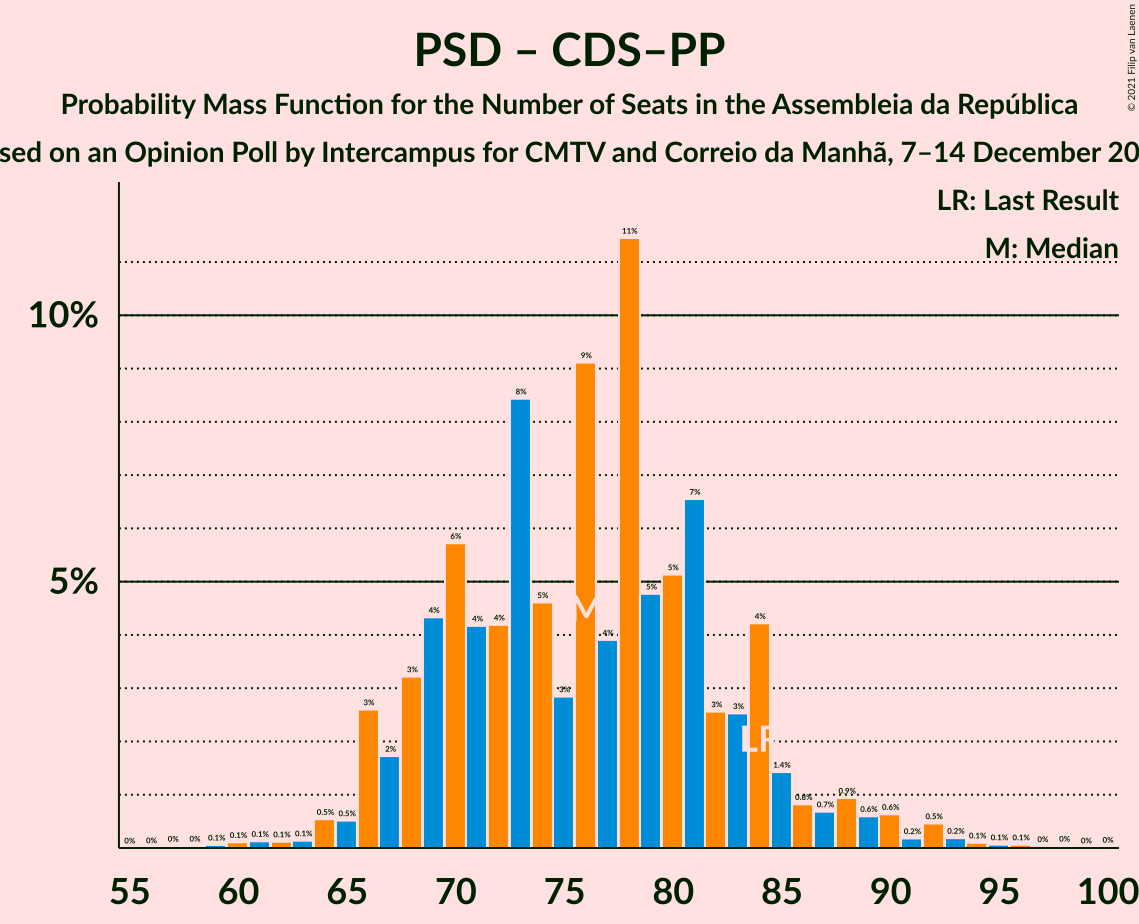 © 2021 Filip van Laenen
PSD – CDS–PP
Probability Mass Function for the Number of Seats in the Assembleia da República
sed on an Opinion Poll by Intercampus for CMTV and Correio da Manhã, 7–14 December 20
LR: Last Result
M: Median
10%
5%
0% 0% 0% 0% 0.1% 0.1% 0.1% 0.1% 0.1% 0.5% 0.5% 3% 2% 3% 4% 6% 4% 4% 8% 5% 3% 9% 4% 11% 5% 5% 7% 3% 3% 4% 1.4% 0.8% 0.7% 0.9% 0.6% 0.6% 0.2% 0.5% 0.2% 0.1% 0.1% 0.1% 0% 0% 0% 0%
M
LR
55 60 65 70 75 80 85 90 95 100